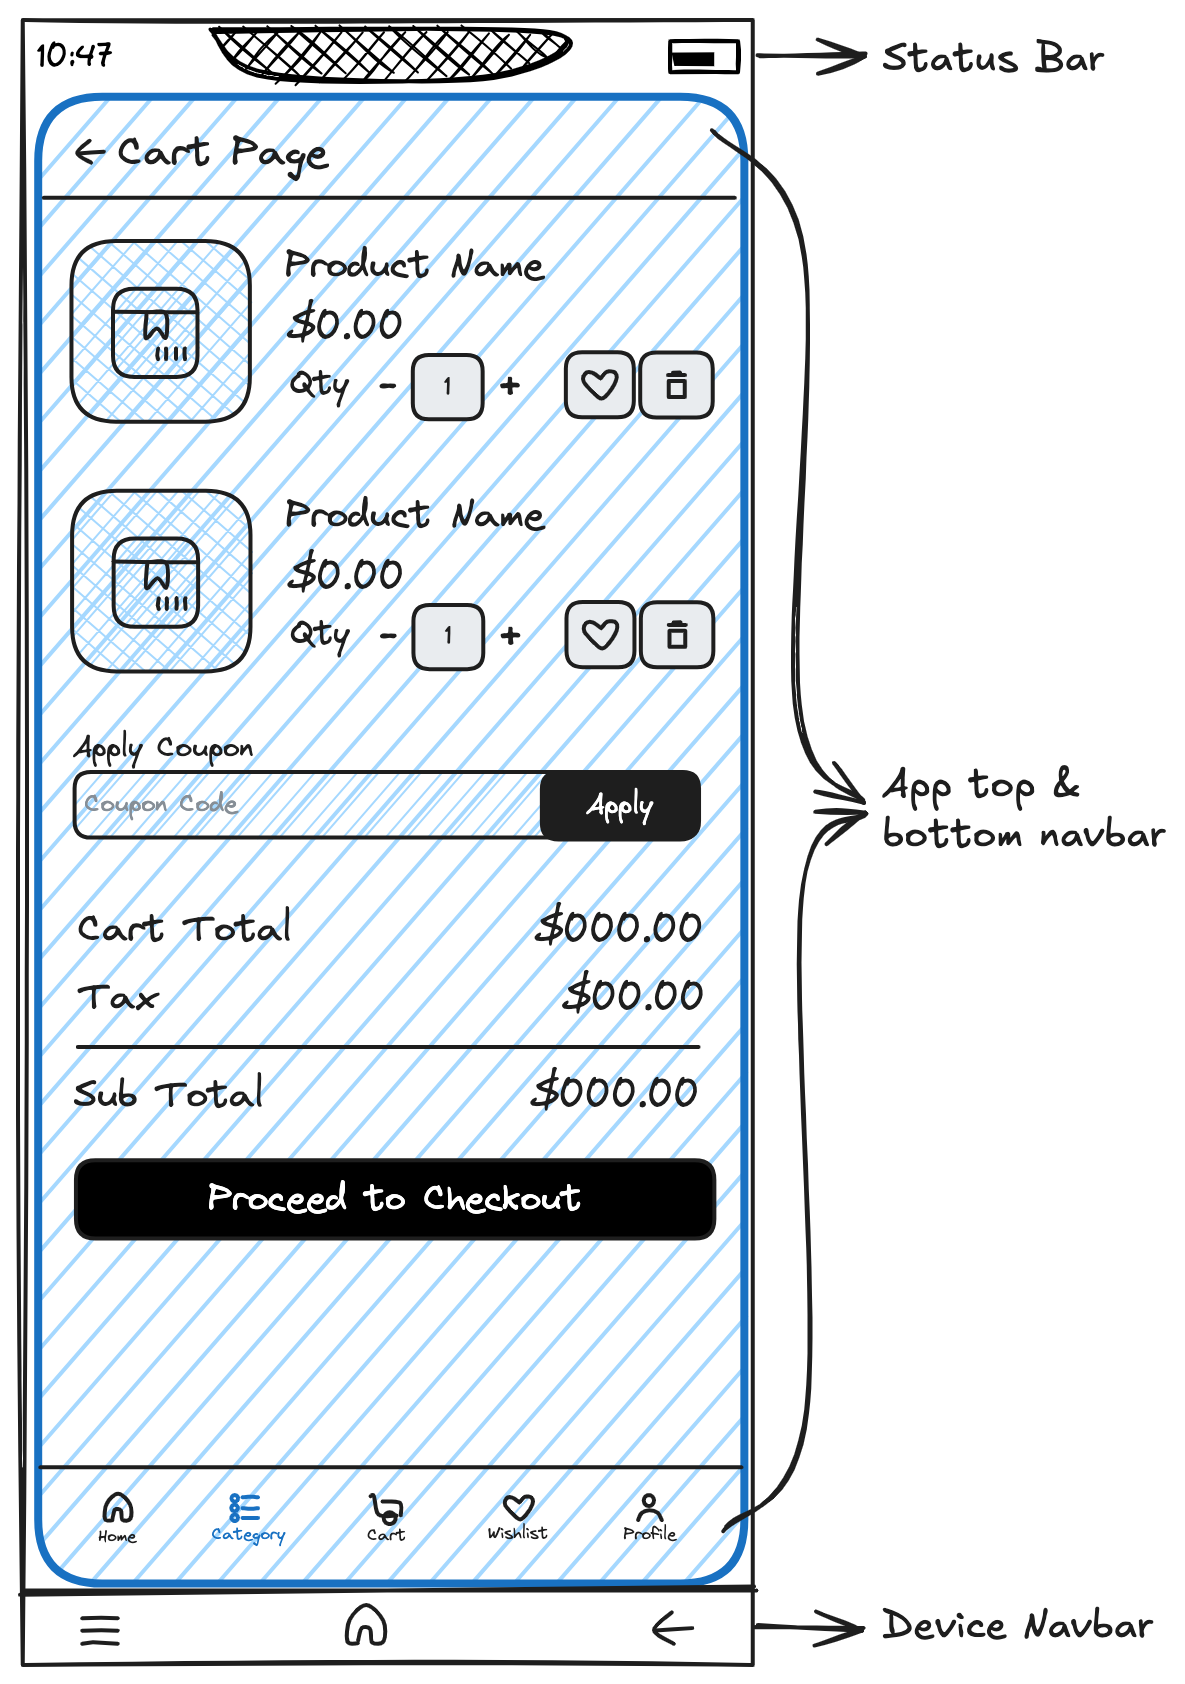 10:47
Status Bar
Cart Page
Product Name
$0.00
Qty - 1 +
Product Name
$0.00
Qty - 1 +
Apply Coupon
Coupon Code
Apply
App top &
bottom navbar
Cart Total $000.00
Tax $00.00
Sub Total $000.00
Proceed to Checkout
Home Category Cart Wishlist Profile
Device Navbar